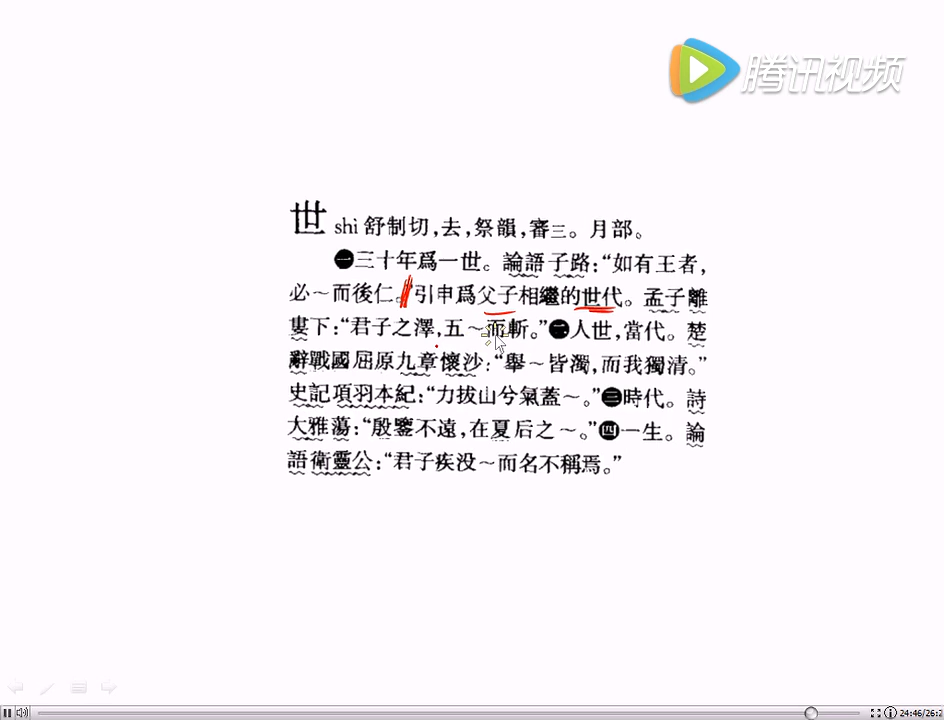 腾讯视频
世 shì 舒制切,去,祭韻,審三。月部。
㊀三十年爲一世。論語子路:“如有王者,
必～而後仁。”引申爲父子相繼的世代。孟子離
婁下:“君子之澤,五～而斬。”㊁人世,當代。楚
辭戰國屈原九章懷沙:“舉～皆濁,而我獨清。”
史記項羽本紀:“力拔山兮氣蓋～。”㊂時代。詩
大雅蕩:“殷鑒不遠,在夏后之～。”㊃一生。論
語衛靈公:“君子疾没～而名不稱焉。”
24:46/26:2